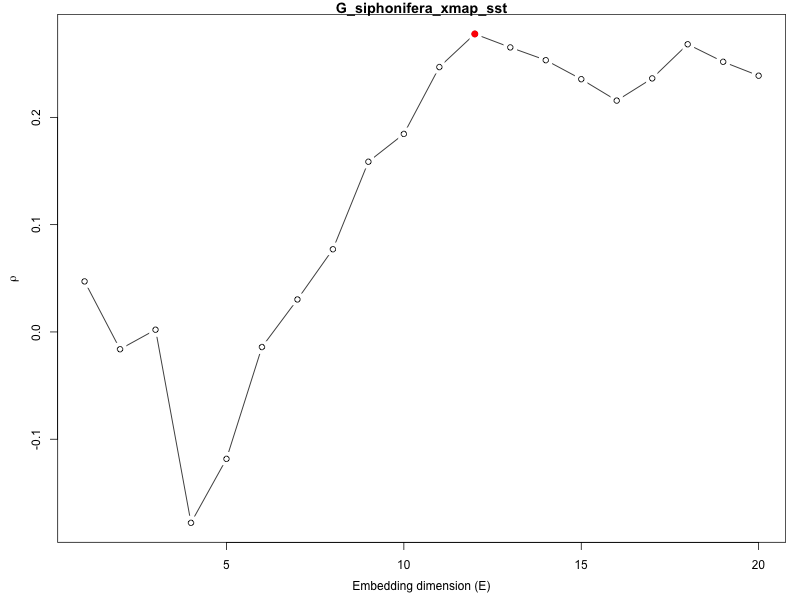 G_siphonifera_xmap_sst
0.2
0.1
0.0
-0.1
ρ
5 10 15 20
Embedding dimension (E)